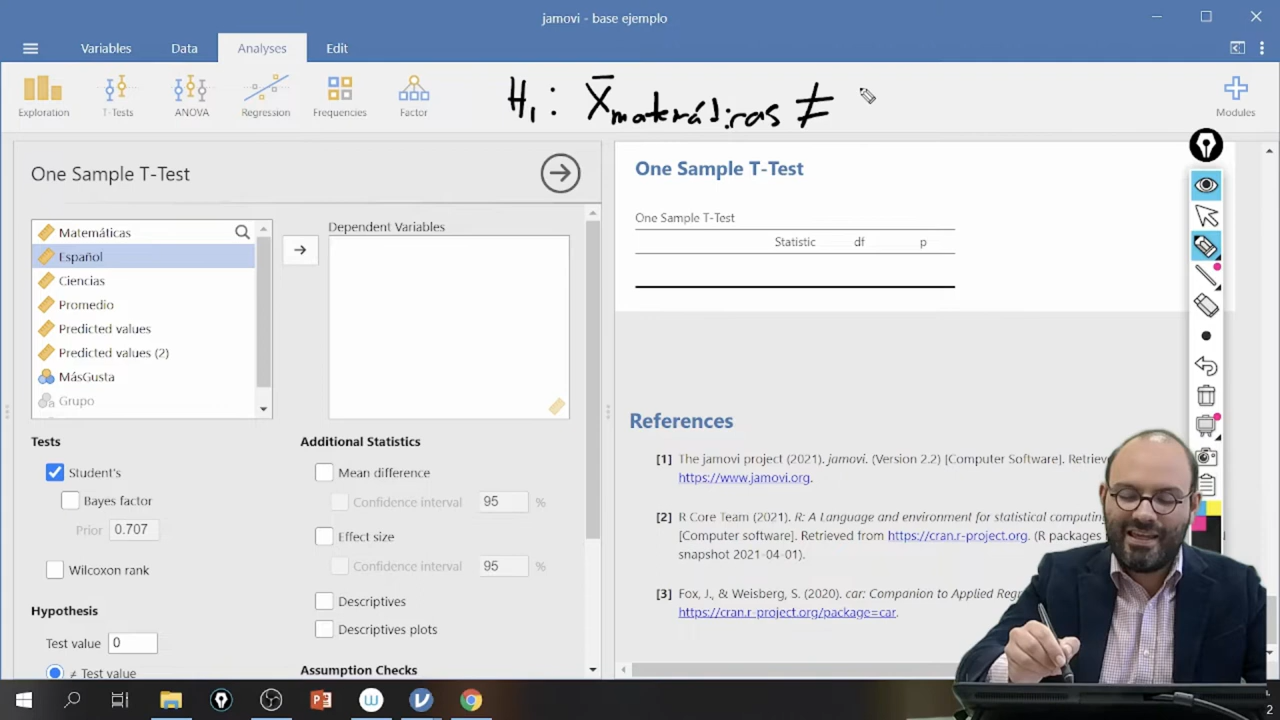 jamovi - base ejemplo
Variables Data Analyses Edit
Exploration T-Tests ANOVA Regression Frequencies Factor Modules
H₁ : X̄ matemáticas ≠
One Sample T-Test
Matemáticas
Español
Ciencias
Promedio
Predicted values
Predicted values (2)
MásGusta
Grupo
Dependent Variables
Tests
Student's
Bayes factor
Prior 0.707
Wilcoxon rank
Hypothesis
Test value 0
≠ Test value
Additional Statistics
Mean difference
Confidence interval 95 %
Effect size
Confidence interval 95 %
Descriptives
Descriptives plots
Assumption Checks
One Sample T-Test
One Sample T-Test
Statistic df p
References
[1] The jamovi project (2021). jamovi. (Version 2.2) [Computer Software].
https://www.jamovi.org.
[2] R Core Team (2021). R: A Language and environment for statistical computing
[Computer software]. Retrieved from https://cran.r-project.org. (R packages
snapshot 2021-04-01).
[3] Fox, J., & Weisberg, S. (2020). car: Companion to Applied
https://cran.r-project.org/package=car.